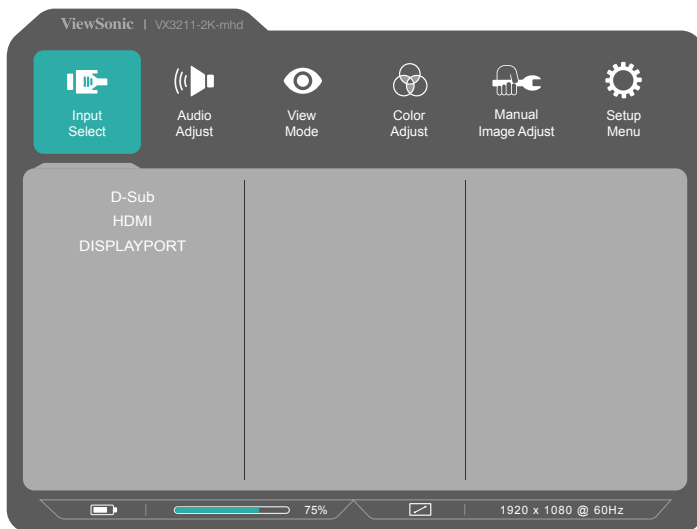 ViewSonic | VX3211-2K-mhd
Input
Select
Audio
Adjust
View
Mode
Color
Adjust
Manual
Image Adjust
Setup
Menu
D-Sub
HDMI
DISPLAYPORT
75%
1920 x 1080 @ 60Hz